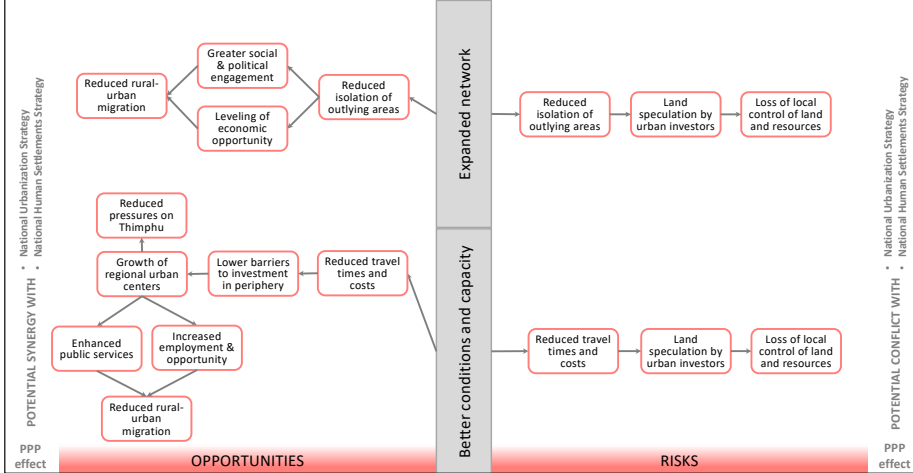 Greater social
& political
engagement
Reduced rural-
urban
migration
Reduced
isolation of
outlying areas
Leveling of
economic
opportunity
Expanded network
Reduced
isolation of
outlying areas
Land
speculation by
urban investors
Loss of local
control of land
and resources
Reduced
pressures on
Thimphu
Growth of
regional urban
centers
Lower barriers
to investment
in periphery
Reduced travel
times and
costs
Enhanced
public services
Increased
employment &
opportunity
Reduced rural-
urban
migration
Better conditions and capacity
Reduced travel
times and
costs
Land
speculation by
urban investors
Loss of local
control of land
and resources
POTENTIAL SYNERGY WITH
• National Urbanization Strategy
• National Human Settlements Strategy
POTENTIAL CONFLICT WITH
• National Urbanization Strategy
• National Human Settlements Strategy
PPP
effect
OPPORTUNITIES
RISKS
PPP
effect